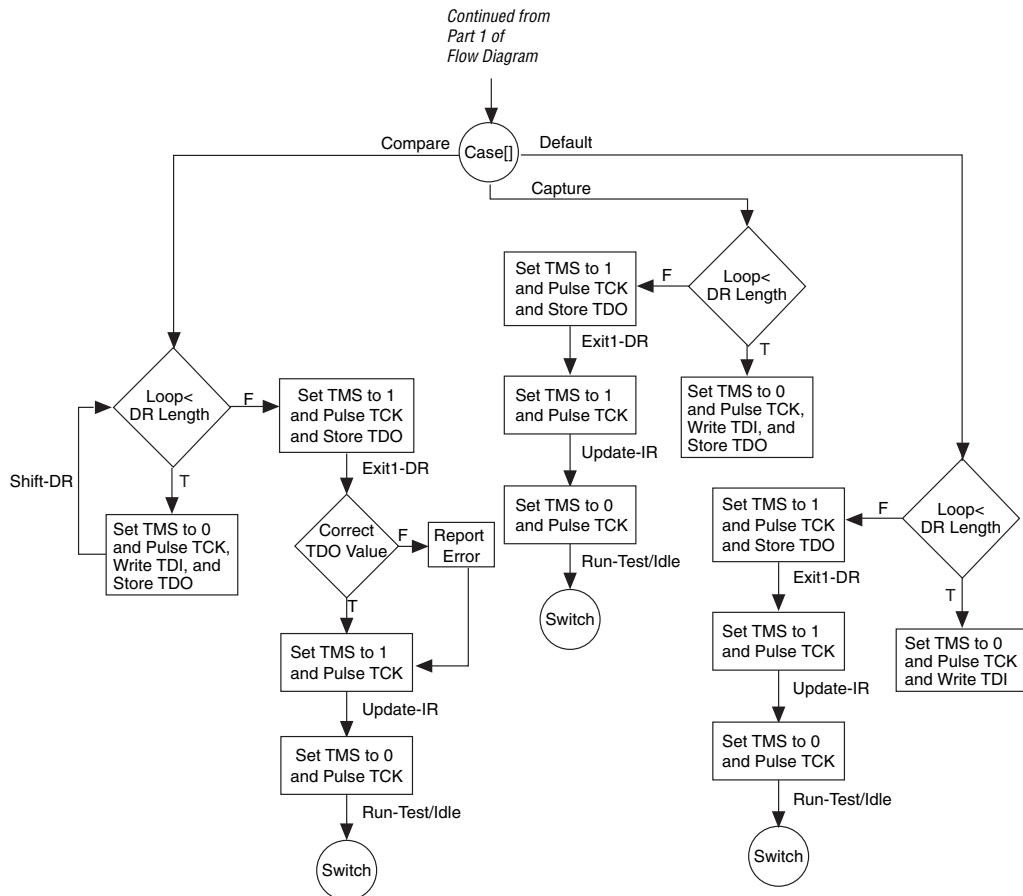 Continued from
Part 1 of
Flow Diagram
Compare
Case[]
Default
Capture
Loop<
DR Length
F
T
Set TMS to 1
and Pulse TCK
and Store TDO
Exit1-DR
Set TMS to 1
and Pulse TCK
Update-IR
Set TMS to 0
and Pulse TCK
Run-Test/Idle
Switch
Set TMS to 0
and Pulse TCK,
Write TDI, and
Store TDO
Loop<
DR Length
F
T
Shift-DR
Set TMS to 0
and Pulse TCK,
Write TDI, and
Store TDO
Set TMS to 1
and Pulse TCK
and Store TDO
Exit1-DR
Correct
TDO Value
F
Report
Error
T
Set TMS to 1
and Pulse TCK
Update-IR
Set TMS to 0
and Pulse TCK
Run-Test/Idle
Switch
Loop<
DR Length
F
T
Set TMS to 1
and Pulse TCK
and Store TDO
Exit1-DR
Set TMS to 1
and Pulse TCK
Update-IR
Set TMS to 0
and Pulse TCK
Run-Test/Idle
Switch
Set TMS to 0
and Pulse TCK
and Write TDI